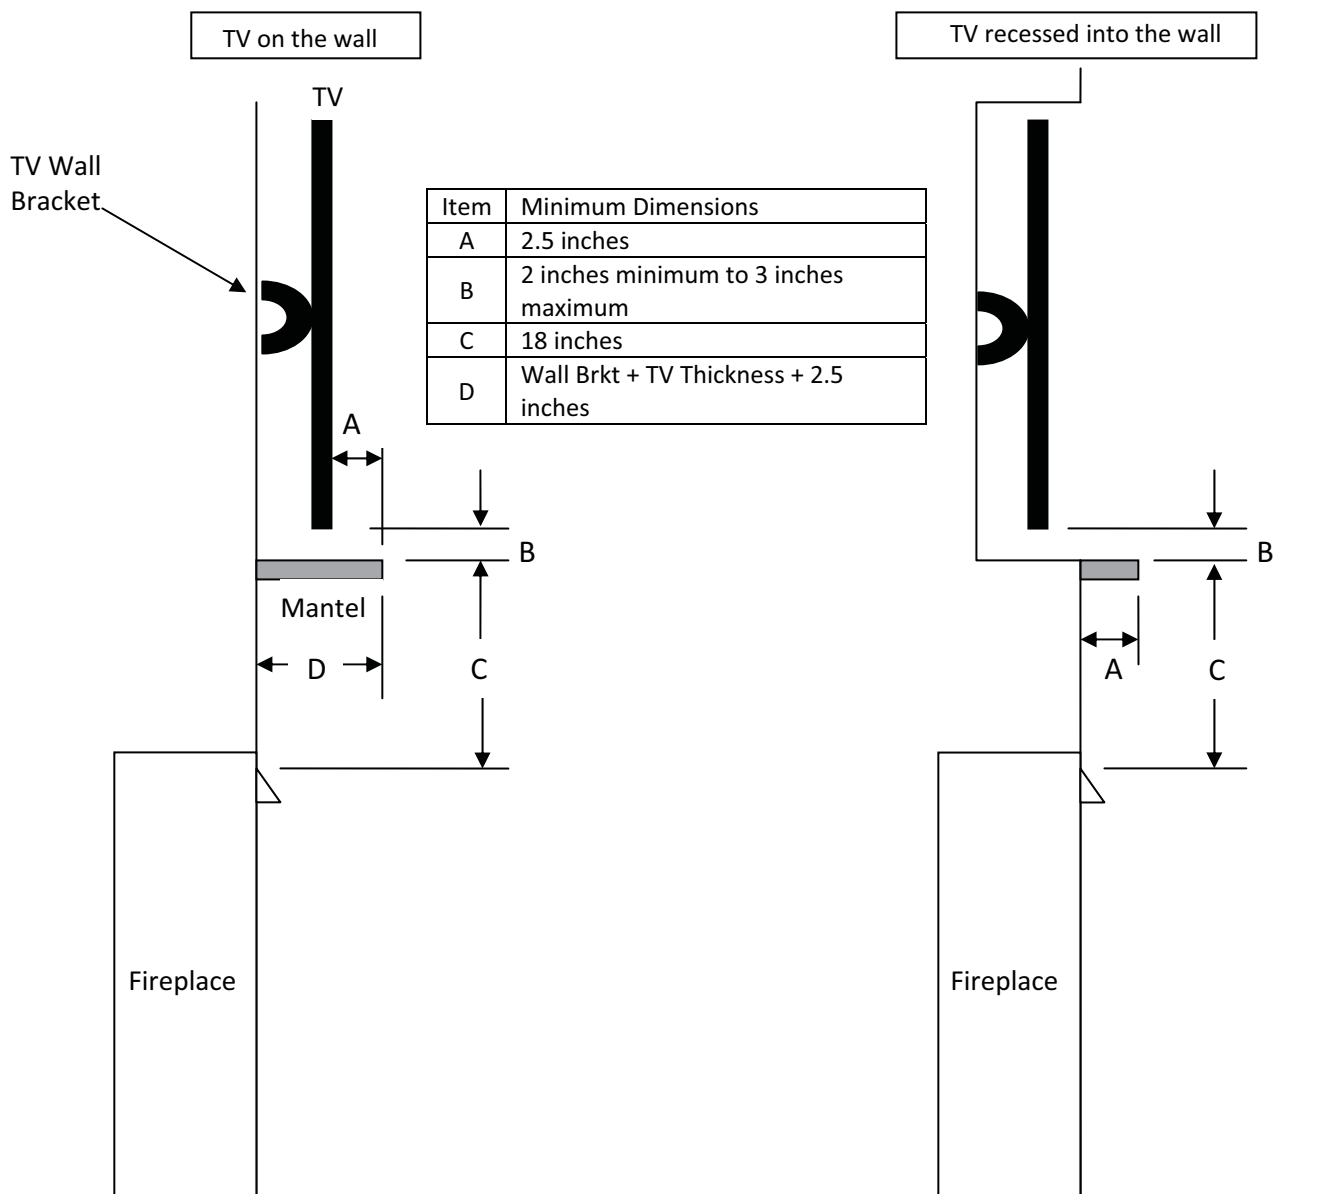 TV on the wall
TV recessed into the wall
TV
TV Wall
Bracket
Item Minimum Dimensions
A 2.5 inches
B 2 inches minimum to 3 inches
maximum
C 18 inches
D Wall Brkt + TV Thickness + 2.5
inches
A
B
Mantel
D
C
B
A
C
Fireplace
Fireplace